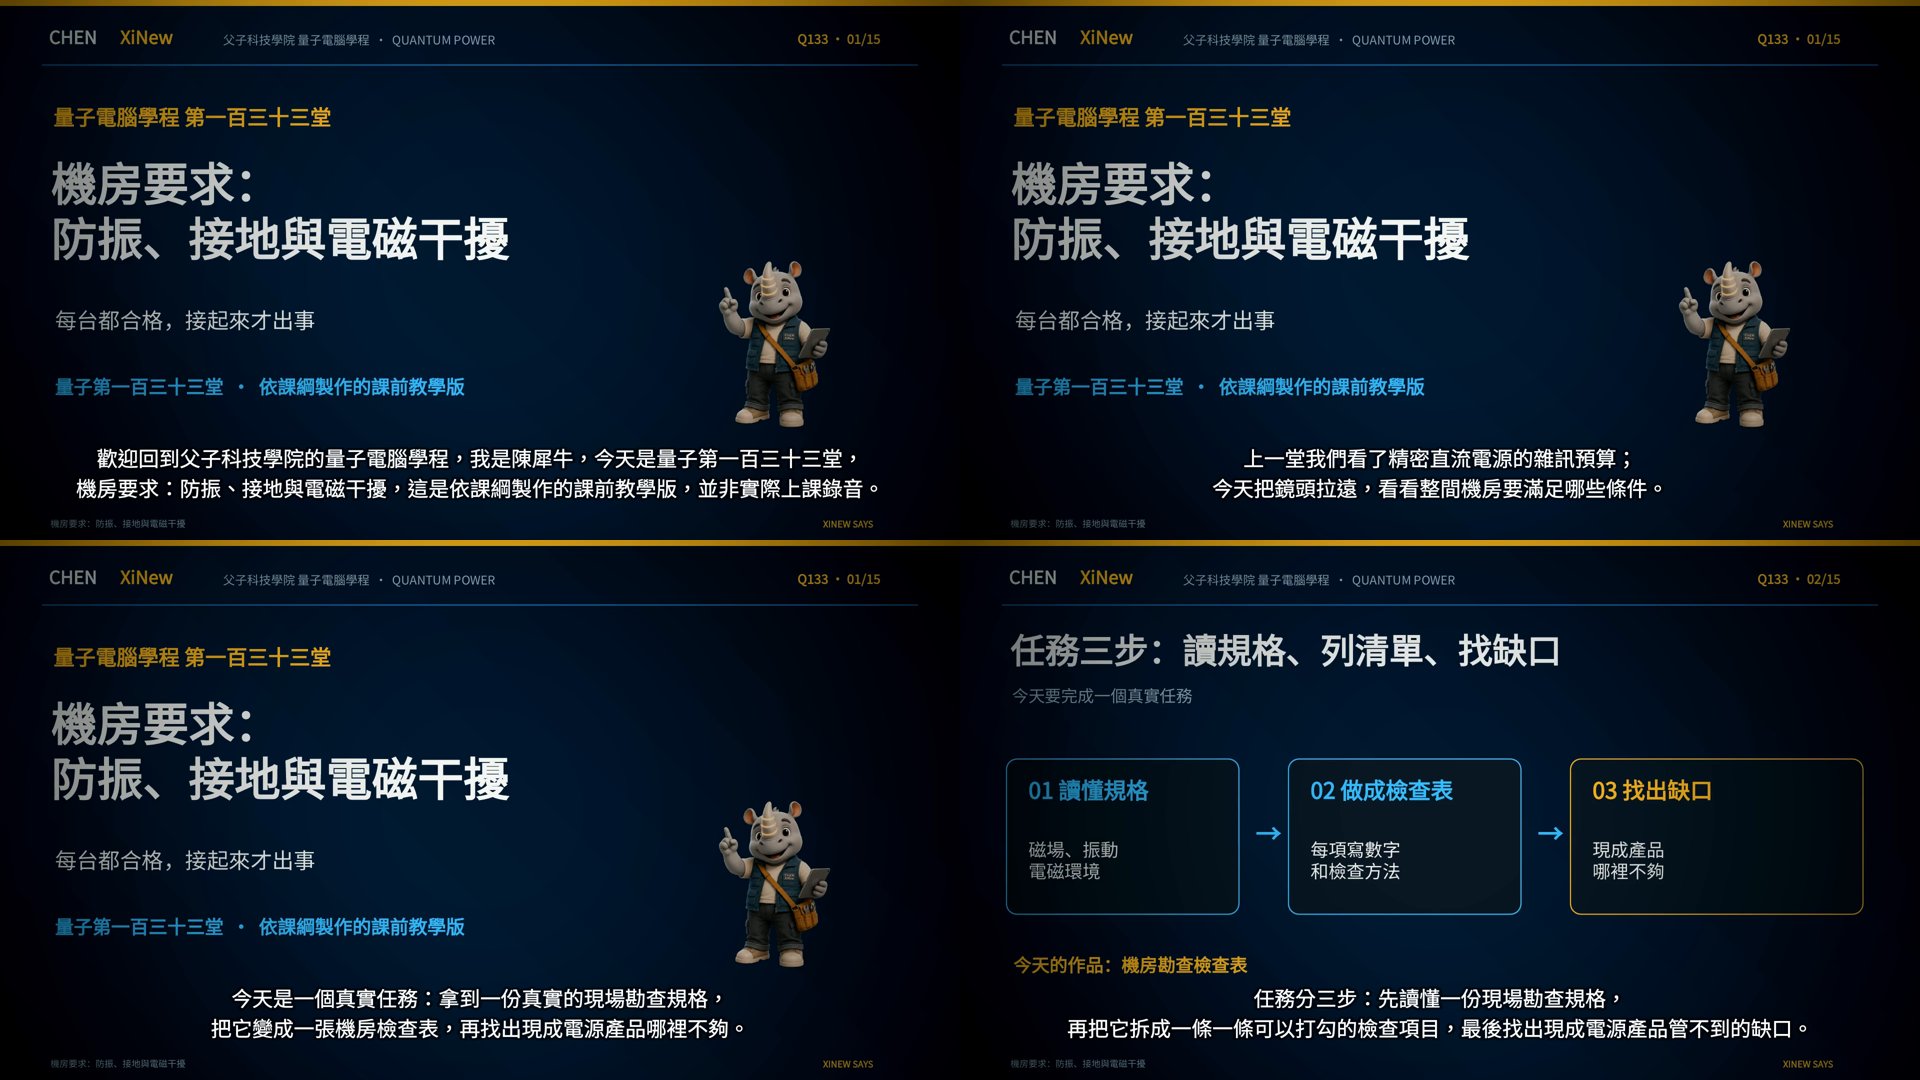 CHEN XiNew 父子科技學院 量子電腦學程 · QUANTUM POWER Q133 · 01/15
量子電腦學程 第一百三十三堂
機房要求：
防振、接地與電磁干擾
每台都合格，接起來才出事
量子第一百三十三堂 · 依課綱製作的課前教學版
歡迎回到父子科技學院的量子電腦學程，我是陳犀牛，今天是量子第一百三十三堂，
機房要求：防振、接地與電磁干擾，這是依課綱製作的課前教學版，並非實際上課錄音。
機房要求：防振、接地與電磁干擾 XINEW SAYS
CHEN XiNew 父子科技學院 量子電腦學程 · QUANTUM POWER Q133 · 01/15
量子電腦學程 第一百三十三堂
機房要求：
防振、接地與電磁干擾
每台都合格，接起來才出事
量子第一百三十三堂 · 依課綱製作的課前教學版
上一堂我們看了精密直流電源的雜訊預算；
今天把鏡頭拉遠，看看整間機房要滿足哪些條件。
機房要求：防振、接地與電磁干擾 XINEW SAYS
CHEN XiNew 父子科技學院 量子電腦學程 · QUANTUM POWER Q133 · 01/15
量子電腦學程 第一百三十三堂
機房要求：
防振、接地與電磁干擾
每台都合格，接起來才出事
量子第一百三十三堂 · 依課綱製作的課前教學版
今天是一個真實任務：拿到一份真實的現場勘查規格，
把它變成一張機房檢查表，再找出現成電源產品哪裡不夠。
機房要求：防振、接地與電磁干擾 XINEW SAYS
CHEN XiNew 父子科技學院 量子電腦學程 · QUANTUM POWER Q133 · 02/15
任務三步：讀規格、列清單、找缺口
今天要完成一個真實任務
01 讀懂規格
磁場、振動
電磁環境
→
02 做成檢查表
每項寫數字
和檢查方法
→
03 找出缺口
現成產品
哪裡不夠
今天的作品：機房勘查檢查表
任務分三步：先讀懂一份現場勘查規格，
再把它拆成一條一條可以打勾的檢查項目，最後找出現成電源產品管不到的缺口。
機房要求：防振、接地與電磁干擾 XINEW SAYS